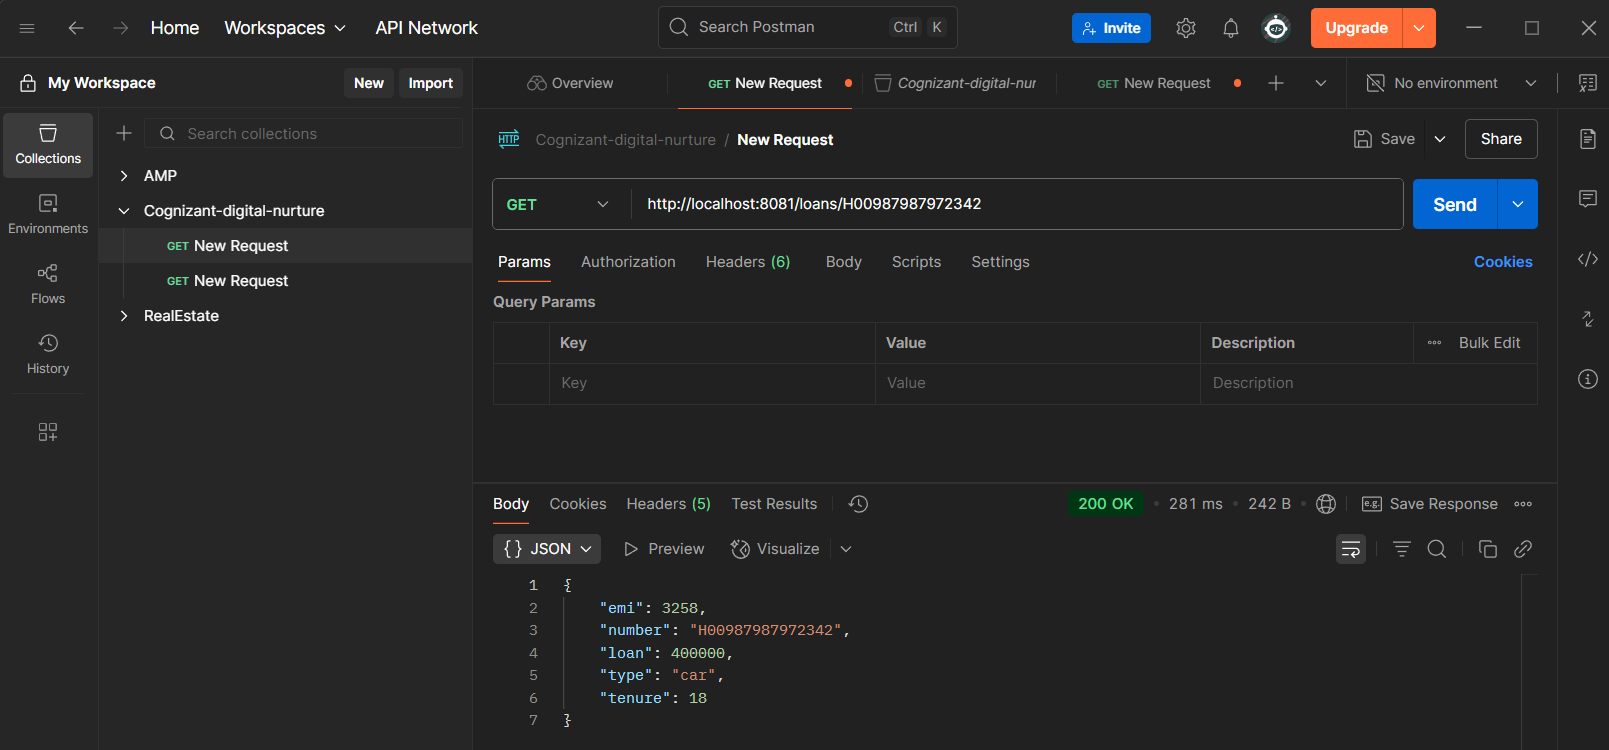 Home Workspaces API Network Search Postman Ctrl K Invite Upgrade
My Workspace New Import
Overview GET New Request Cognizant-digital-nur GET New Request No environment
Collections
Environments
Flows
History
Search collections
AMP
Cognizant-digital-nurture
GET New Request
GET New Request
RealEstate
HTTP Cognizant-digital-nurture / New Request Save Share
GET http://localhost:8081/loans/H00987987972342 Send
Params Authorization Headers (6) Body Scripts Settings Cookies
Query Params
Key Value Description Bulk Edit
Key Value Description
Body Cookies Headers (5) Test Results 200 OK • 281 ms • 242 B • e.g. Save Response
{} JSON Preview Visualize
1 {
2 "emi": 3258,
3 "number": "H00987987972342",
4 "loan": 400000,
5 "type": "car",
6 "tenure": 18
7 }